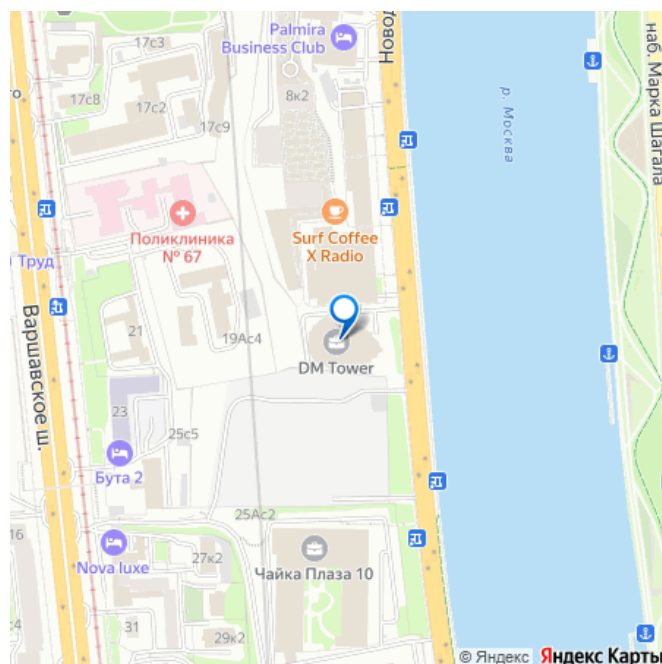 Palmira
Business Club
Новод
17с3
ого
17с8
17с2
8к2
17с9
р. Москва
наб. Марка Шагала
Поликлиника
№ 67
Surf Coffee
X Radio
Труд
Варшавское ш.
21
19Ас4
DM Tower
23
25с5
Бута 2
16
25Ас2
Nova luxe
27к2
Чайка Плаза 10
31
29к2
© Яндекс Яндекс Карты